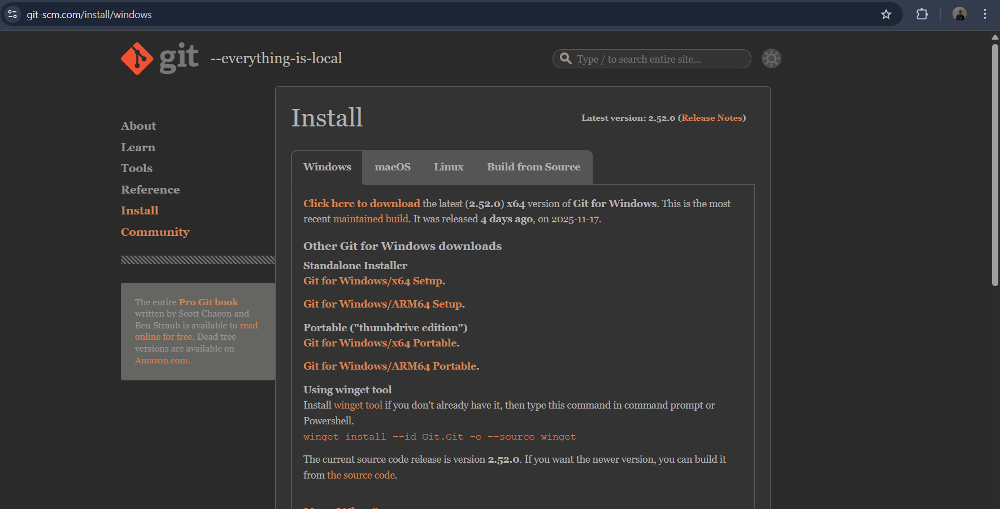 git-scm.com/install/windows
git --everything-is-local
Type / to search entire site...
About
Learn
Tools
Reference
Install
Community
The entire Pro Git book
written by Scott Chacon and
Ben Straub is available to read
online for free. Dead tree
versions are available on
Amazon.com.
Install
Latest version: 2.52.0 (Release Notes)
Windows macOS Linux Build from Source
Click here to download the latest (2.52.0) x64 version of Git for Windows. This is the most
recent maintained build. It was released 4 days ago, on 2025-11-17.
Other Git for Windows downloads
Standalone Installer
Git for Windows/x64 Setup.
Git for Windows/ARM64 Setup.
Portable ("thumbdrive edition")
Git for Windows/x64 Portable.
Git for Windows/ARM64 Portable.
Using winget tool
Install winget tool if you don't already have it, then type this command in command prompt or
Powershell.
winget install --id Git.Git -e --source winget
The current source code release is version 2.52.0. If you want the newer version, you can build it
from the source code.